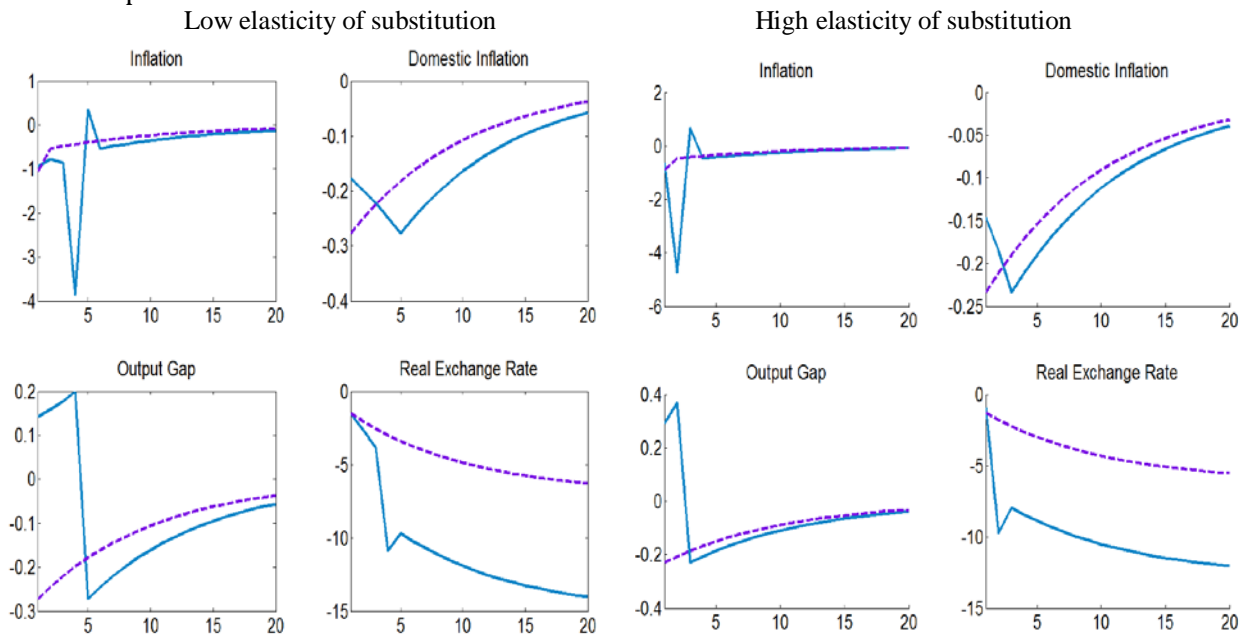 Low elasticity of substitution
High elasticity of substitution
Inflation
Domestic Inflation
Inflation
Domestic Inflation
1
0
-1
-2
-3
-4
5 10 15 20
0
-0.1
-0.2
-0.3
-0.4
5 10 15 20
2
0
-2
-4
-6
5 10 15 20
0
-0.05
-0.1
-0.15
-0.2
-0.25
5 10 15 20
Output Gap
Real Exchange Rate
Output Gap
Real Exchange Rate
0.2
0.1
0
-0.1
-0.2
-0.3
5 10 15 20
0
-5
-10
-15
5 10 15 20
0.4
0.2
0
-0.2
-0.4
5 10 15 20
0
-5
-10
-15
5 10 15 20